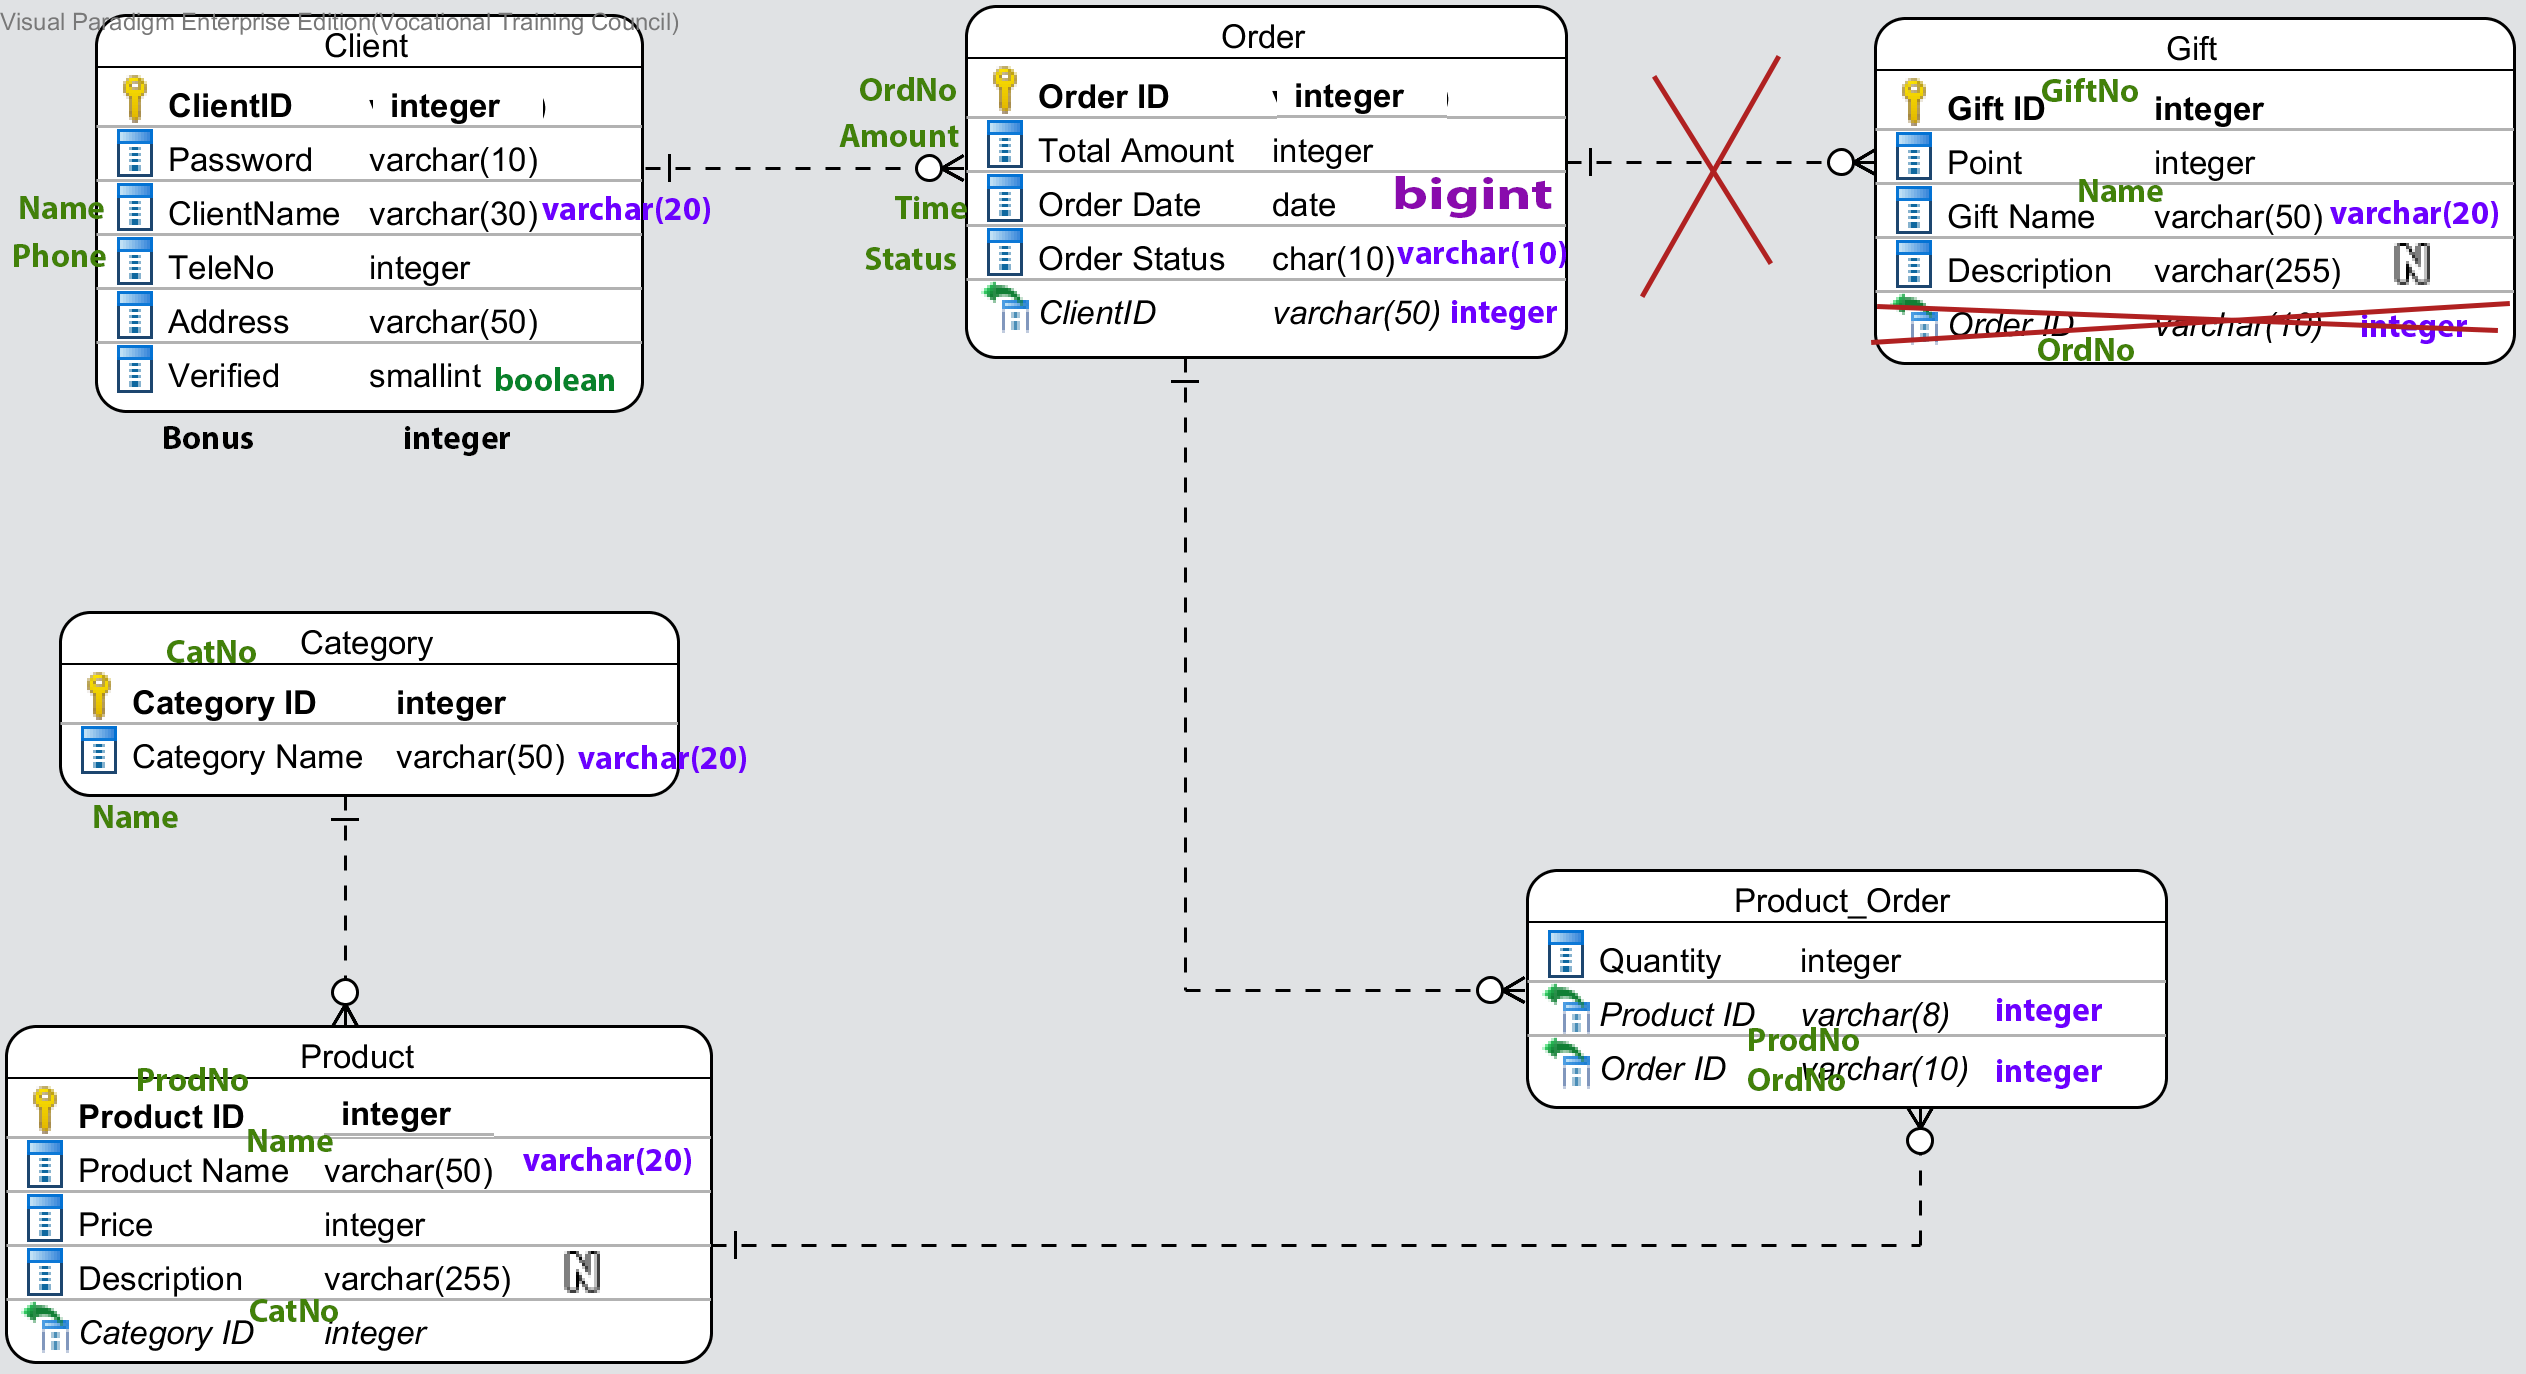 Visual Paradigm Enterprise Edition(Vocational Training Council)
Client
ClientID integer )
Password varchar(10)
Name ClientName varchar(30) varchar(20)
Phone TeleNo integer
Address varchar(50)
Verified smallint boolean
Bonus integer
Order
OrdNo Order ID integer )
Amount Total Amount integer
Time Order Date date bigint
Status Order Status char(10) varchar(10)
ClientID varchar(50) integer
Gift
Gift ID GiftNo integer
Point integer
Name
Gift Name varchar(50) varchar(20)
Description varchar(255) N
Order ID varchar(10) integer
OrdNo
CatNo Category
Category ID integer
Category Name varchar(50) varchar(20)
Name
Product
ProdNo
Product ID integer
Name
Product Name varchar(50) varchar(20)
Price integer
Description varchar(255) N
CatNo
Category ID integer
Product_Order
Quantity integer
Product ID varchar(8) integer
ProdNo
Order ID varchar(10) integer
OrdNo